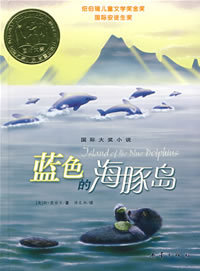 纽伯瑞儿童文学奖金奖
国际安徒生奖
国际大奖小说
Island of the Blue Dolphins
蓝色
的海豚岛